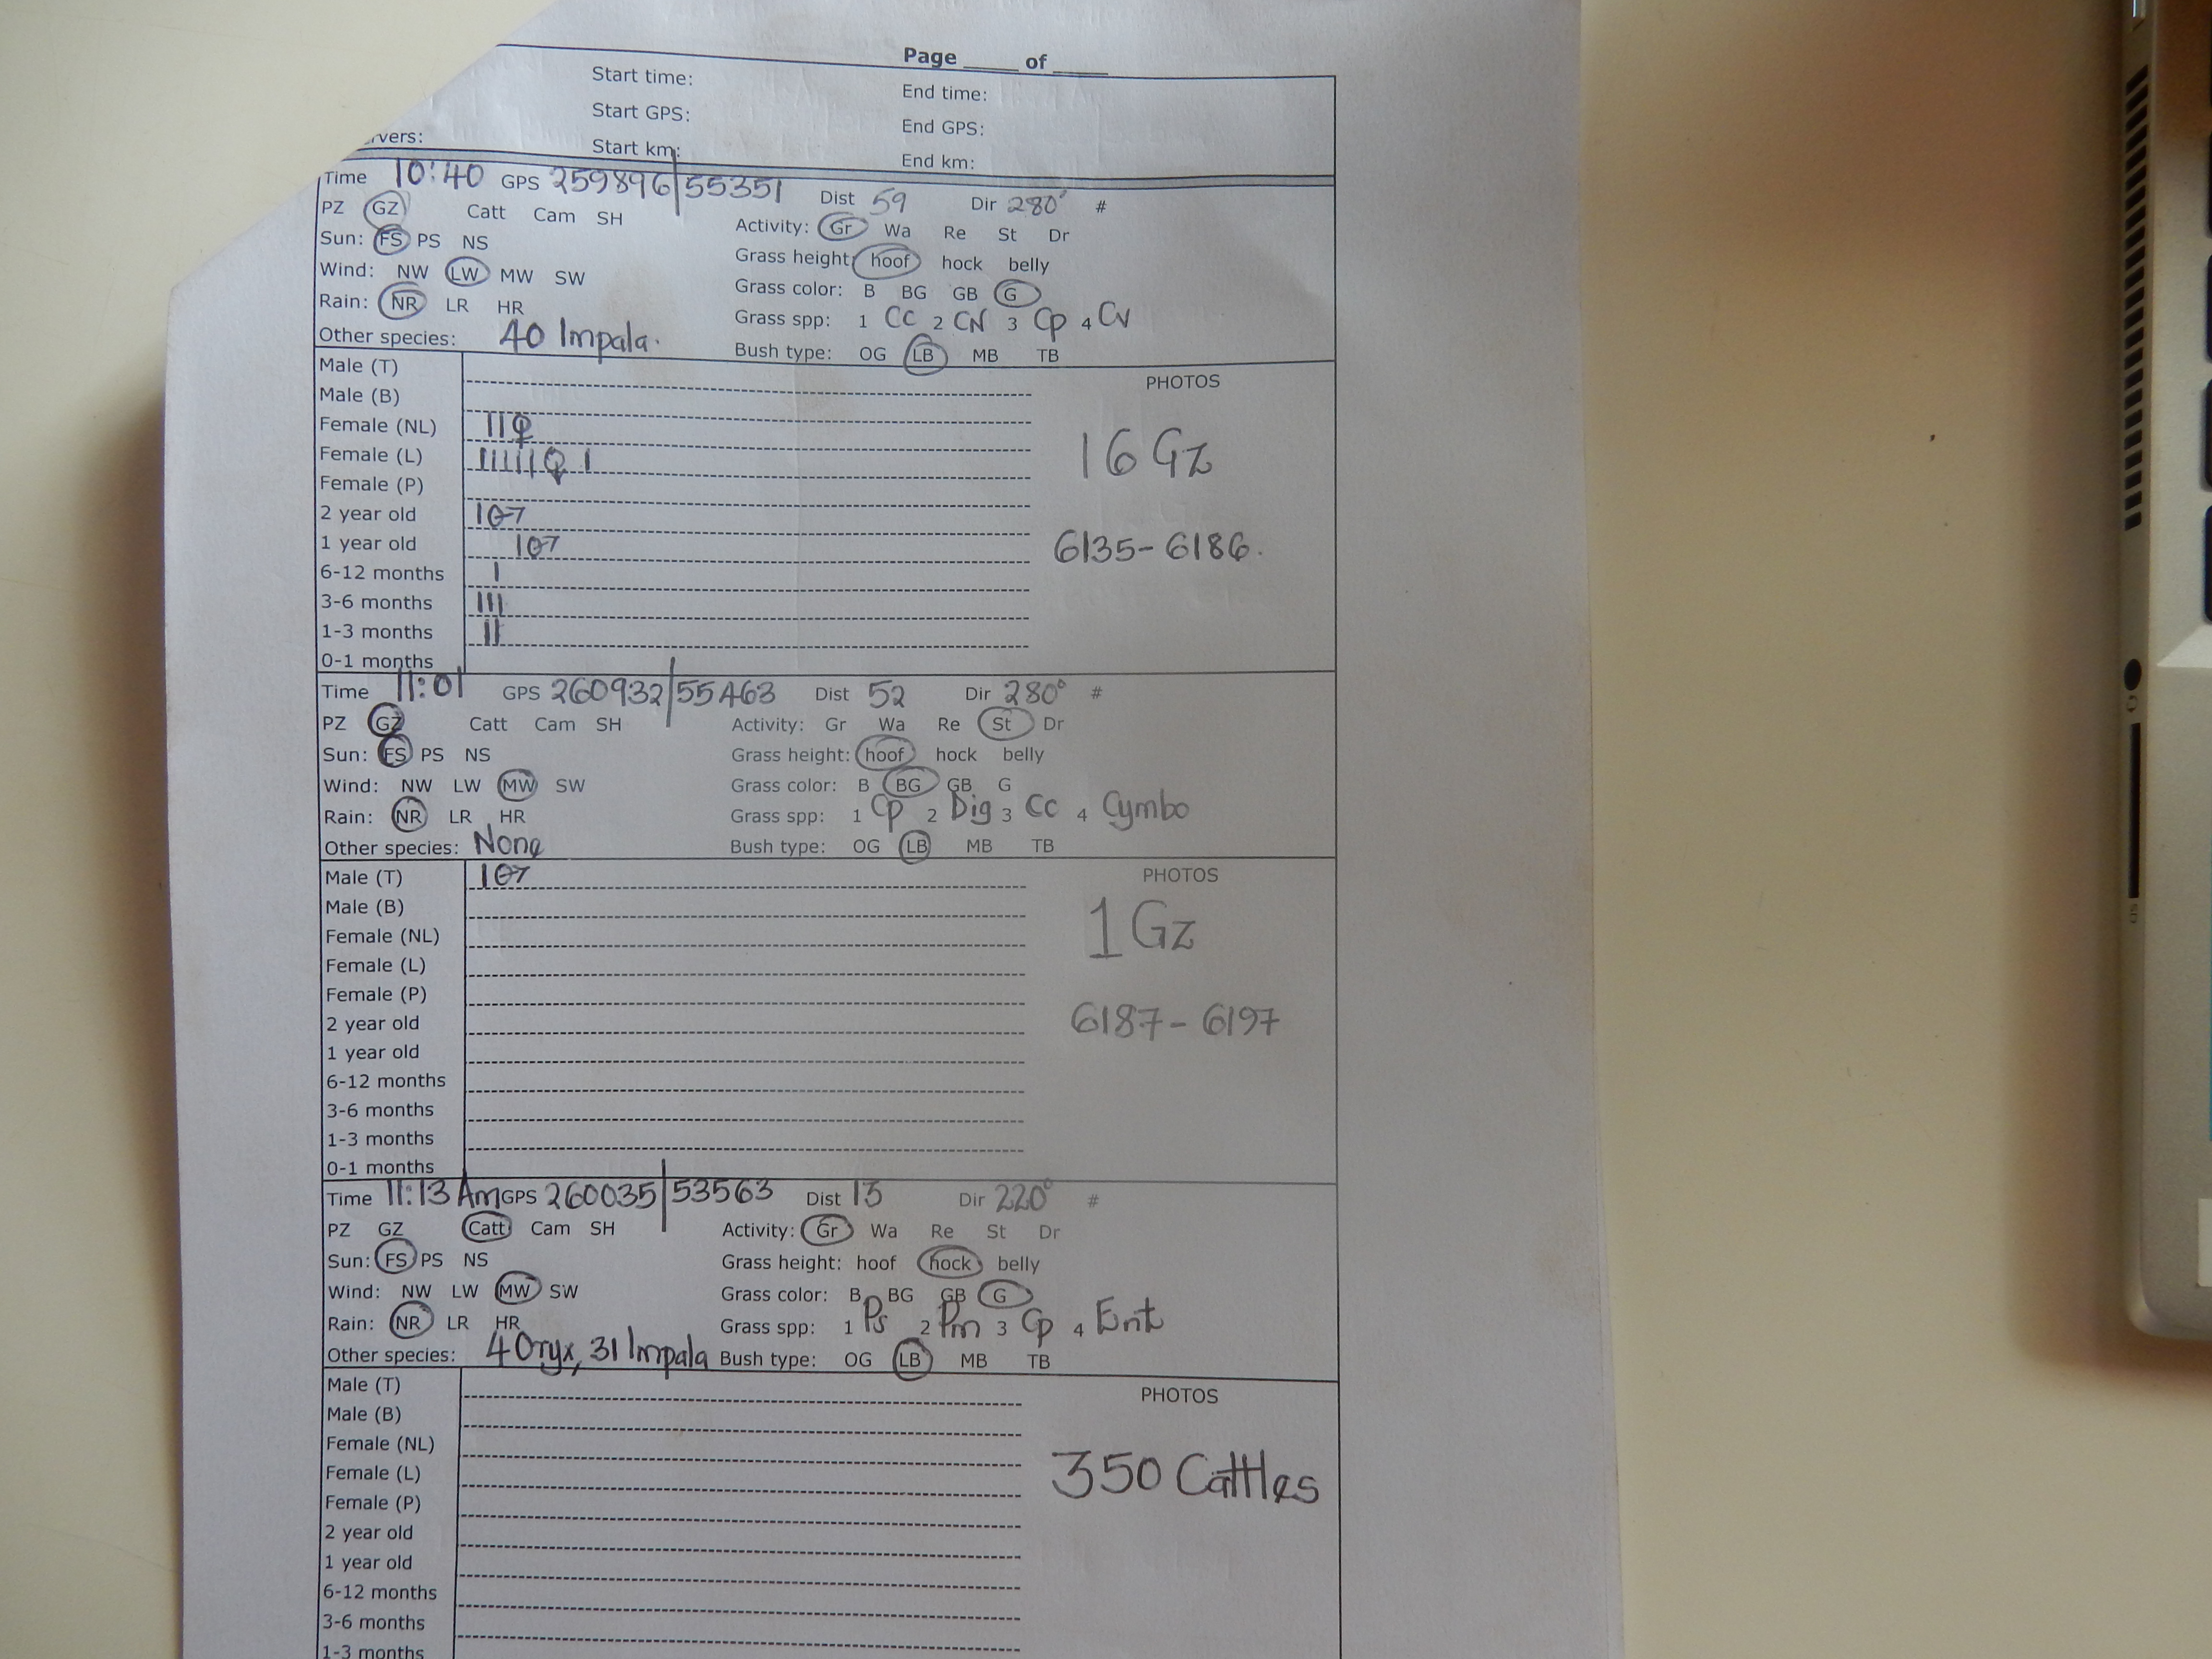 Page _____ of _____
Start time: End time:
Start GPS: End GPS:
vers: Start km: End km:
Time 10:40 GPS 259896|55351 Dist 59 Dir 280° #
PZ GZ Catt Cam SH Activity: Gr Wa Re St Dr
Sun: FS PS NS Grass height: hoof hock belly
Wind: NW LW MW SW Grass color: B BG GB G
Rain: NR LR HR Grass spp: 1 Cc 2 CN 3 Cp 4 Cv
Other species: 40 Impala. Bush type: OG LB MB TB
Male (T) PHOTOS
Male (B)
Female (NL) II♀
Female (L) IIIIII♀ I 16 Gz
Female (P)
2 year old I♂
1 year old I♂ 6135-6186.
6-12 months I
3-6 months III
1-3 months II
0-1 months
Time 11:01 GPS 260932|55463 Dist 52 Dir 280° #
PZ GZ Catt Cam SH Activity: Gr Wa Re St Dr
Sun: FS PS NS Grass height: hoof hock belly
Wind: NW LW MW SW Grass color: B BG GB G
Rain: NR LR HR Grass spp: 1 Cp 2 Dig 3 Cc 4 Cymbo
Other species: None Bush type: OG LB MB TB
Male (T) I♂ PHOTOS
Male (B)
Female (NL) 1 Gz
Female (L)
Female (P)
2 year old 6187-6197
1 year old
6-12 months
3-6 months
1-3 months
0-1 months
Time 11:13 Am GPS 260035|53563 Dist 13 Dir 220° #
PZ GZ Catt Cam SH Activity: Gr Wa Re St Dr
Sun: FS PS NS Grass height: hoof hock belly
Wind: NW LW MW SW Grass color: B BG GB G
Rain: NR LR HR Grass spp: 1 Ps 2 Pm 3 Cp 4 Ent
Other species: 4 Oryx, 31 Impala Bush type: OG LB MB TB
Male (T) PHOTOS
Male (B)
Female (NL)
Female (L) 350 Cattles
Female (P)
2 year old
1 year old
6-12 months
3-6 months
1-3 months